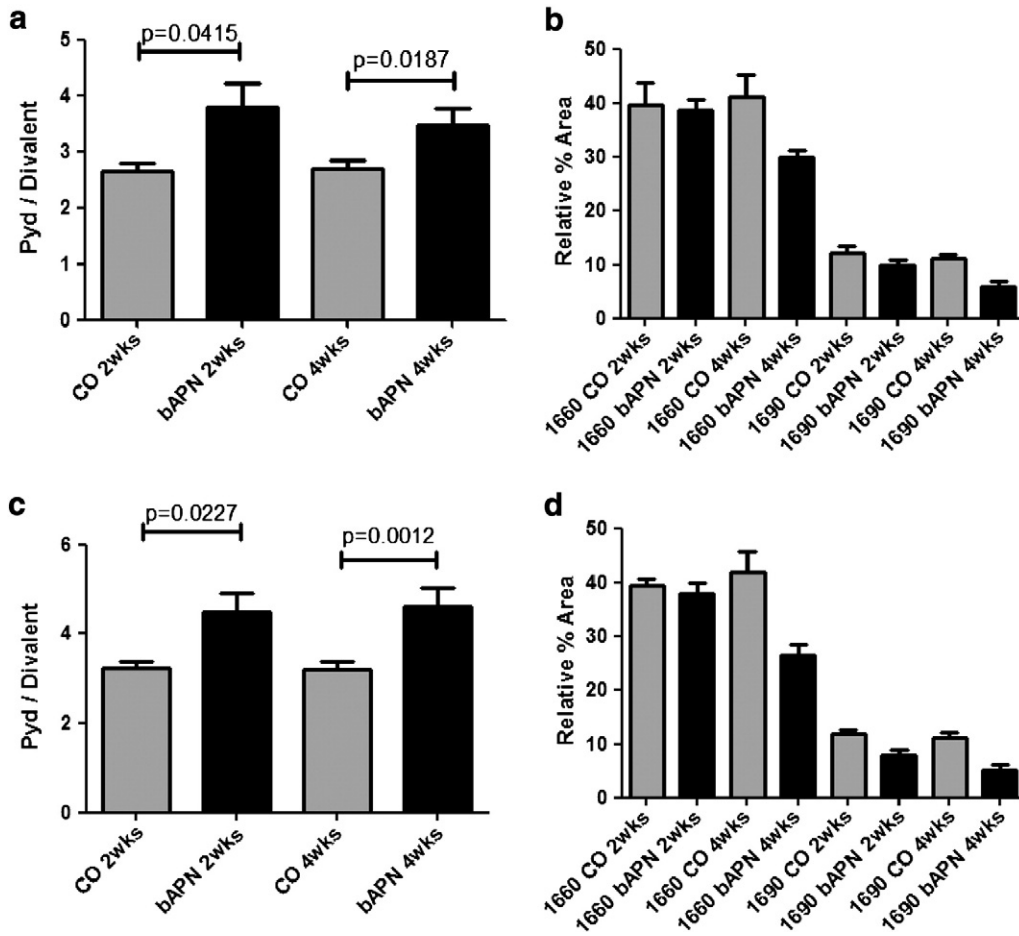 a
p=0.0415
p=0.0187
Pyd / Divalent
5
4
3
2
1
0
CO 2wks
bAPN 2wks
CO 4wks
bAPN 4wks
b
Relative % Area
50
40
30
20
10
0
1660 CO 2wks
1660 bAPN 2wks
1660 CO 4wks
1660 bAPN 4wks
1690 CO 2wks
1690 bAPN 2wks
1690 CO 4wks
1690 bAPN 4wks
c
p=0.0227
p=0.0012
Pyd / Divalent
6
4
2
0
CO 2wks
bAPN 2wks
CO 4wks
bAPN 4wks
d
Relative % Area
50
40
30
20
10
0
1660 CO 2wks
1660 bAPN 2wks
1660 CO 4wks
1660 bAPN 4wks
1690 CO 2wks
1690 bAPN 2wks
1690 CO 4wks
1690 bAPN 4wks